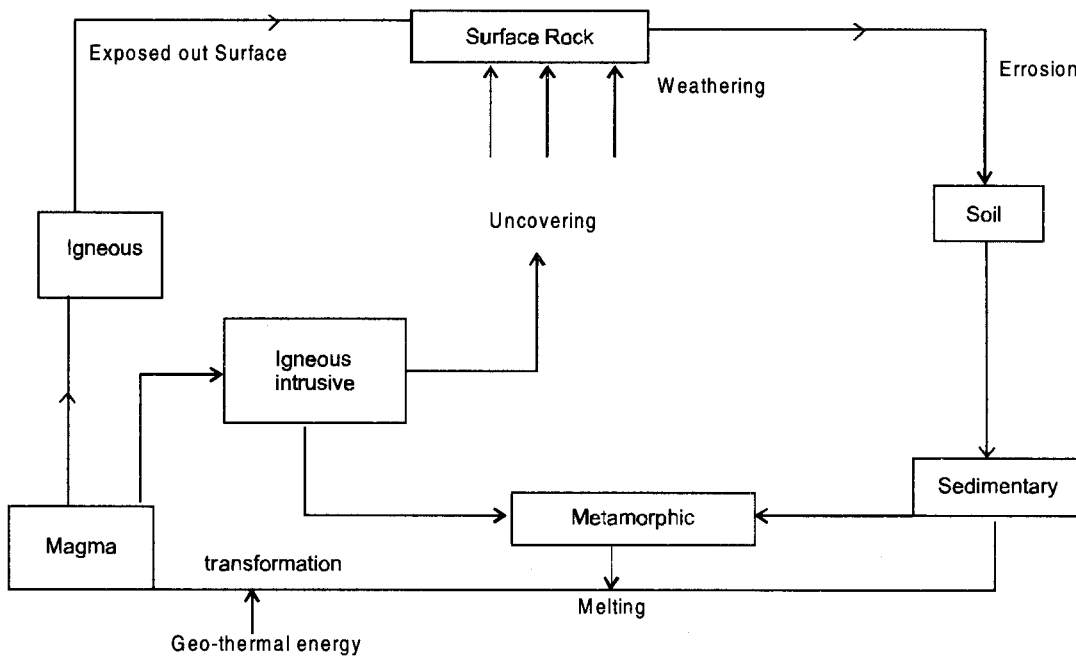 Surface Rock
Exposed out Surface
Weathering
Errosion
Soil
Uncovering
Igneous
Igneous
intrusive
Sedimentary
Metamorphic
Magma
transformation
Melting
Geo-thermal energy